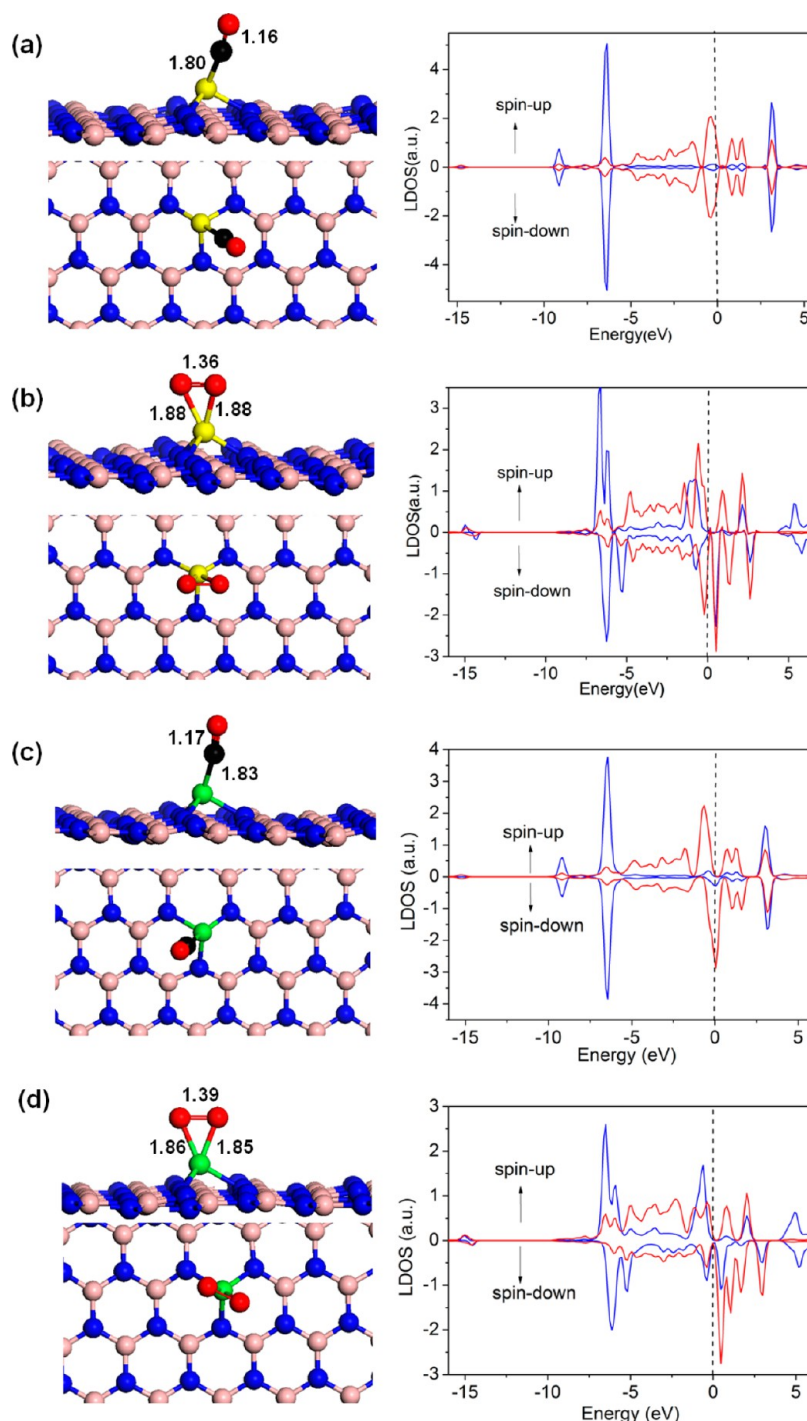 (a)
1.16
1.80
LDOS(a.u.)
4
2
0
-2
-4
spin-up
spin-down
-15
-10
-5
0
5
Energy(eV)
(b)
1.36
1.88
1.88
LDOS(a.u.)
3
2
1
0
-1
-2
-3
spin-up
spin-down
-15
-10
-5
0
5
Energy(eV)
(c)
1.17
1.83
LDOS (a.u.)
4
3
2
1
0
-1
-2
-3
-4
spin-up
spin-down
-15
-10
-5
0
5
Energy (eV)
(d)
1.39
1.86
1.85
LDOS (a.u.)
3
2
1
0
-1
-2
-3
spin-up
spin-down
-15
-10
-5
0
5
Energy (eV)